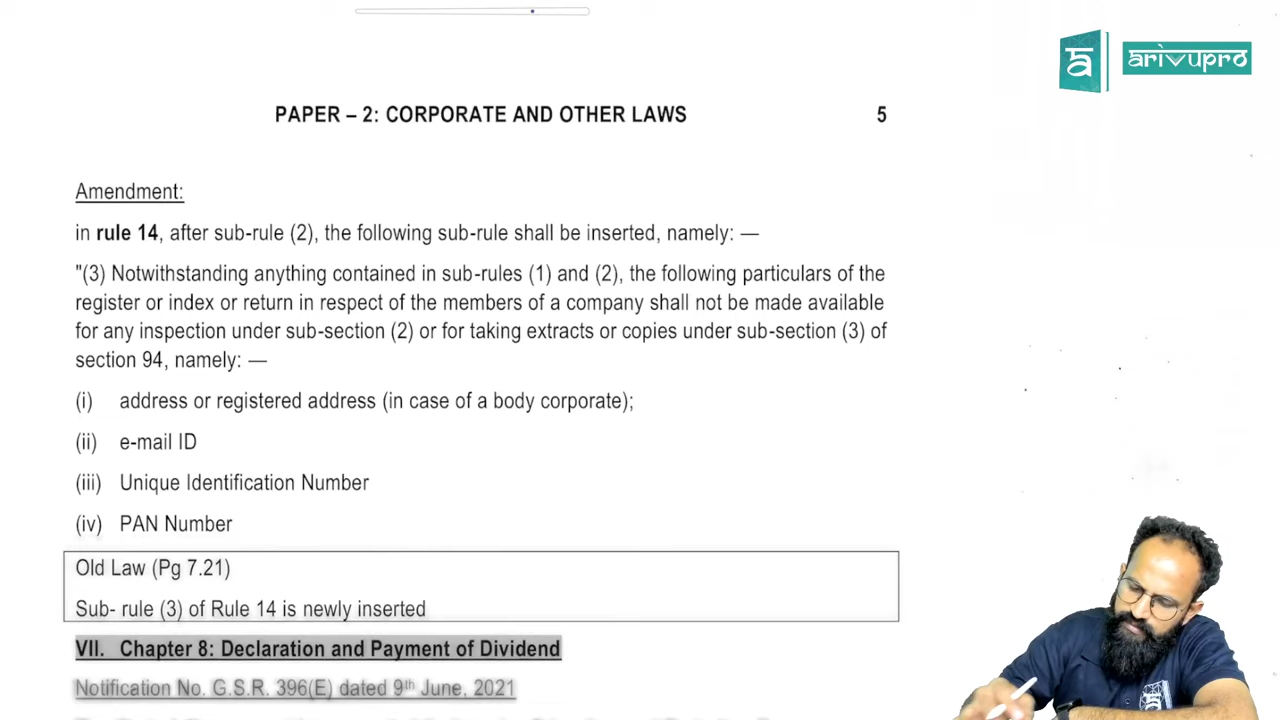 arivupro
PAPER – 2: CORPORATE AND OTHER LAWS 5
Amendment:
in rule 14, after sub-rule (2), the following sub-rule shall be inserted, namely: —
"(3) Notwithstanding anything contained in sub-rules (1) and (2), the following particulars of the
register or index or return in respect of the members of a company shall not be made available
for any inspection under sub-section (2) or for taking extracts or copies under sub-section (3) of
section 94, namely: —
(i) address or registered address (in case of a body corporate);
(ii) e-mail ID
(iii) Unique Identification Number
(iv) PAN Number
Old Law (Pg 7.21)
Sub- rule (3) of Rule 14 is newly inserted
VII. Chapter 8: Declaration and Payment of Dividend
Notification No. G.S.R. 396(E) dated 9th June, 2021